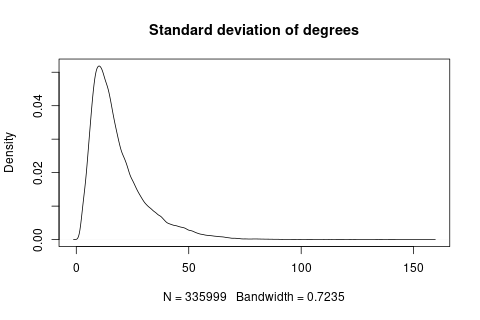 Standard deviation of degrees
Density
0.04
0.02
0.00
0 50 100 150
N = 335999 Bandwidth = 0.7235